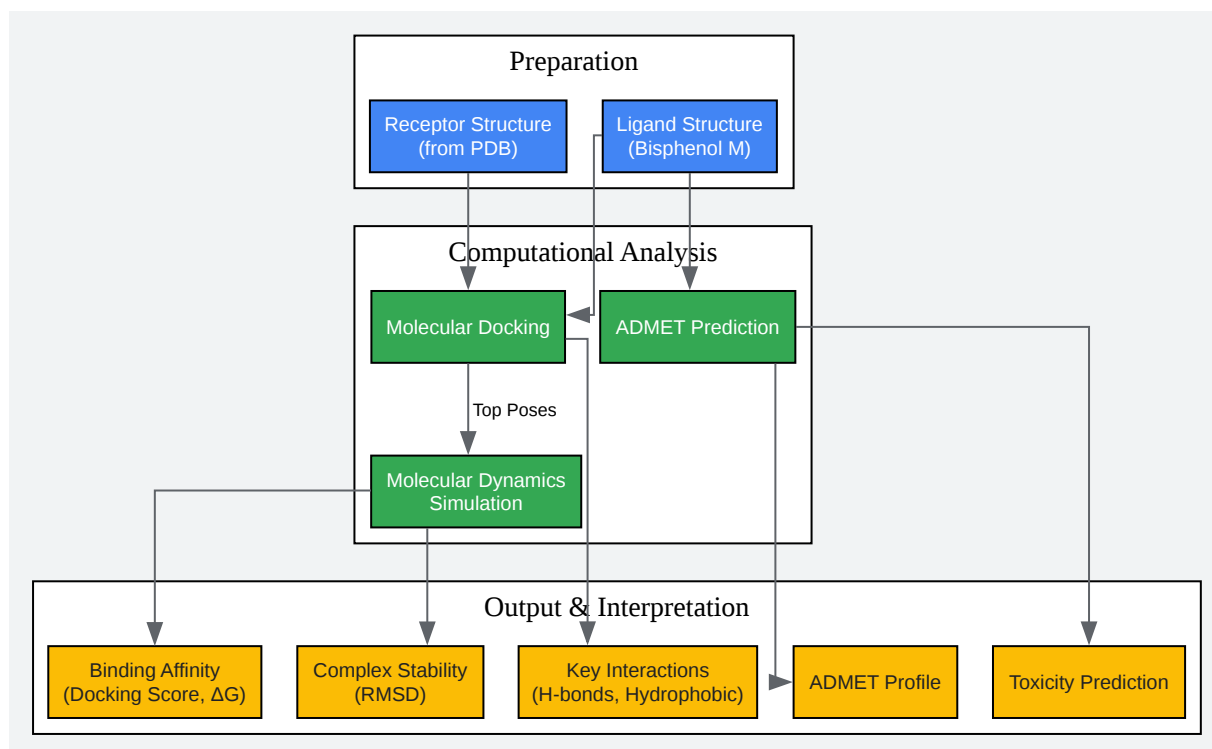 Preparation
Receptor Structure
(from PDB)
Ligand Structure
(Bisphenol M)
Computational Analysis
Molecular Docking
ADMET Prediction
Top Poses
Molecular Dynamics
Simulation
Output & Interpretation
Binding Affinity
(Docking Score, ΔG)
Complex Stability
(RMSD)
Key Interactions
(H-bonds, Hydrophobic)
ADMET Profile
Toxicity Prediction